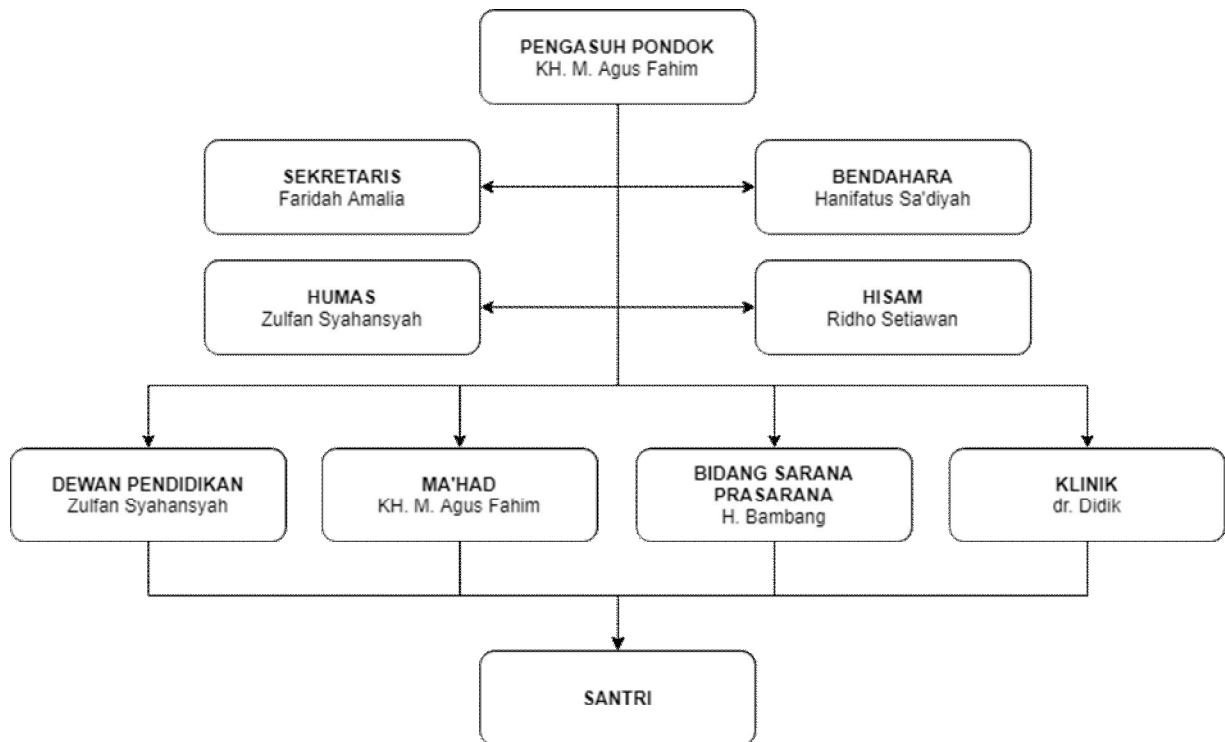 PENGASUH PONDOK
KH. M. Agus Fahim
SEKRETARIS
Faridah Amalia
BENDAHARA
Hanifatus Sa'diyah
HUMAS
Zulfan Syahansyah
HISAM
Ridho Setiawan
DEWAN PENDIDIKAN
Zulfan Syahansyah
MA'HAD
KH. M. Agus Fahim
BIDANG SARANA
PRASARANA
H. Bambang
KLINIK
dr. Didik
SANTRI